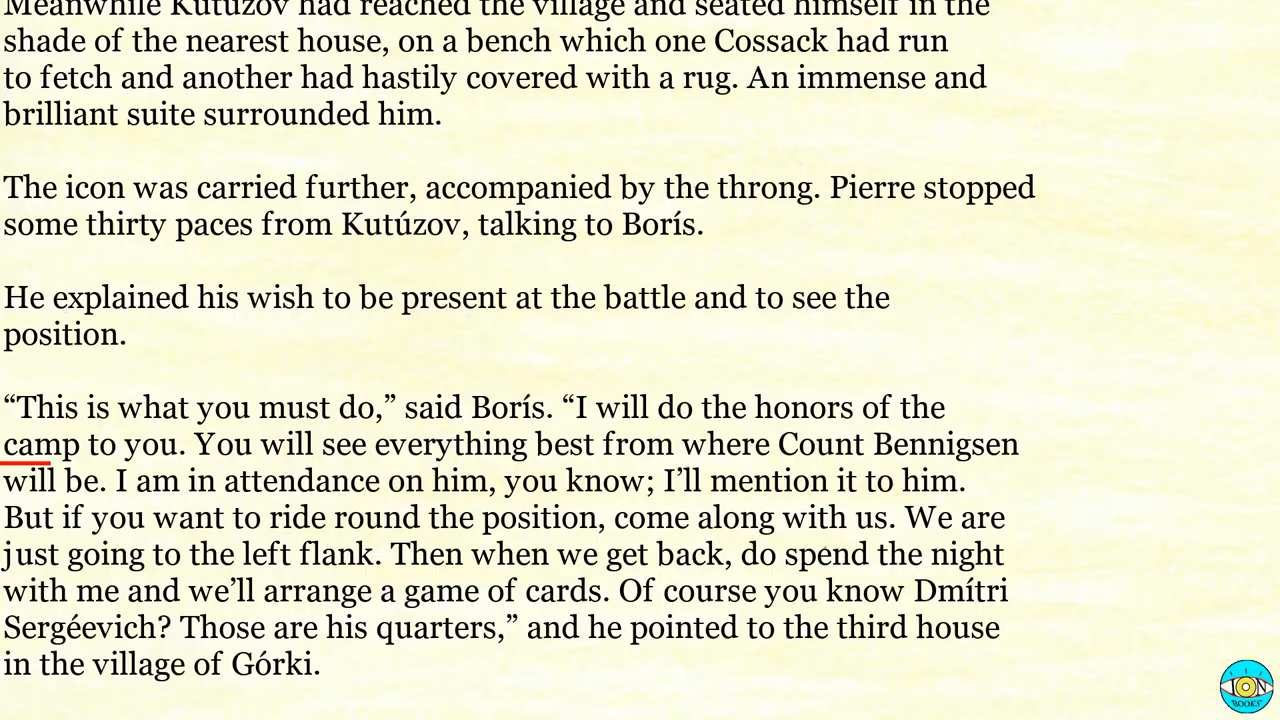 Meanwhile Kutúzov had reached the village and seated himself in the
shade of the nearest house, on a bench which one Cossack had run
to fetch and another had hastily covered with a rug. An immense and
brilliant suite surrounded him.
The icon was carried further, accompanied by the throng. Pierre stopped
some thirty paces from Kutúzov, talking to Borís.
He explained his wish to be present at the battle and to see the
position.
“This is what you must do,” said Borís. “I will do the honors of the
camp to you. You will see everything best from where Count Bennigsen
will be. I am in attendance on him, you know; I’ll mention it to him.
But if you want to ride round the position, come along with us. We are
just going to the left flank. Then when we get back, do spend the night
with me and we’ll arrange a game of cards. Of course you know Dmítri
Sergéevich? Those are his quarters,” and he pointed to the third house
in the village of Górki.
ION
BOOKS